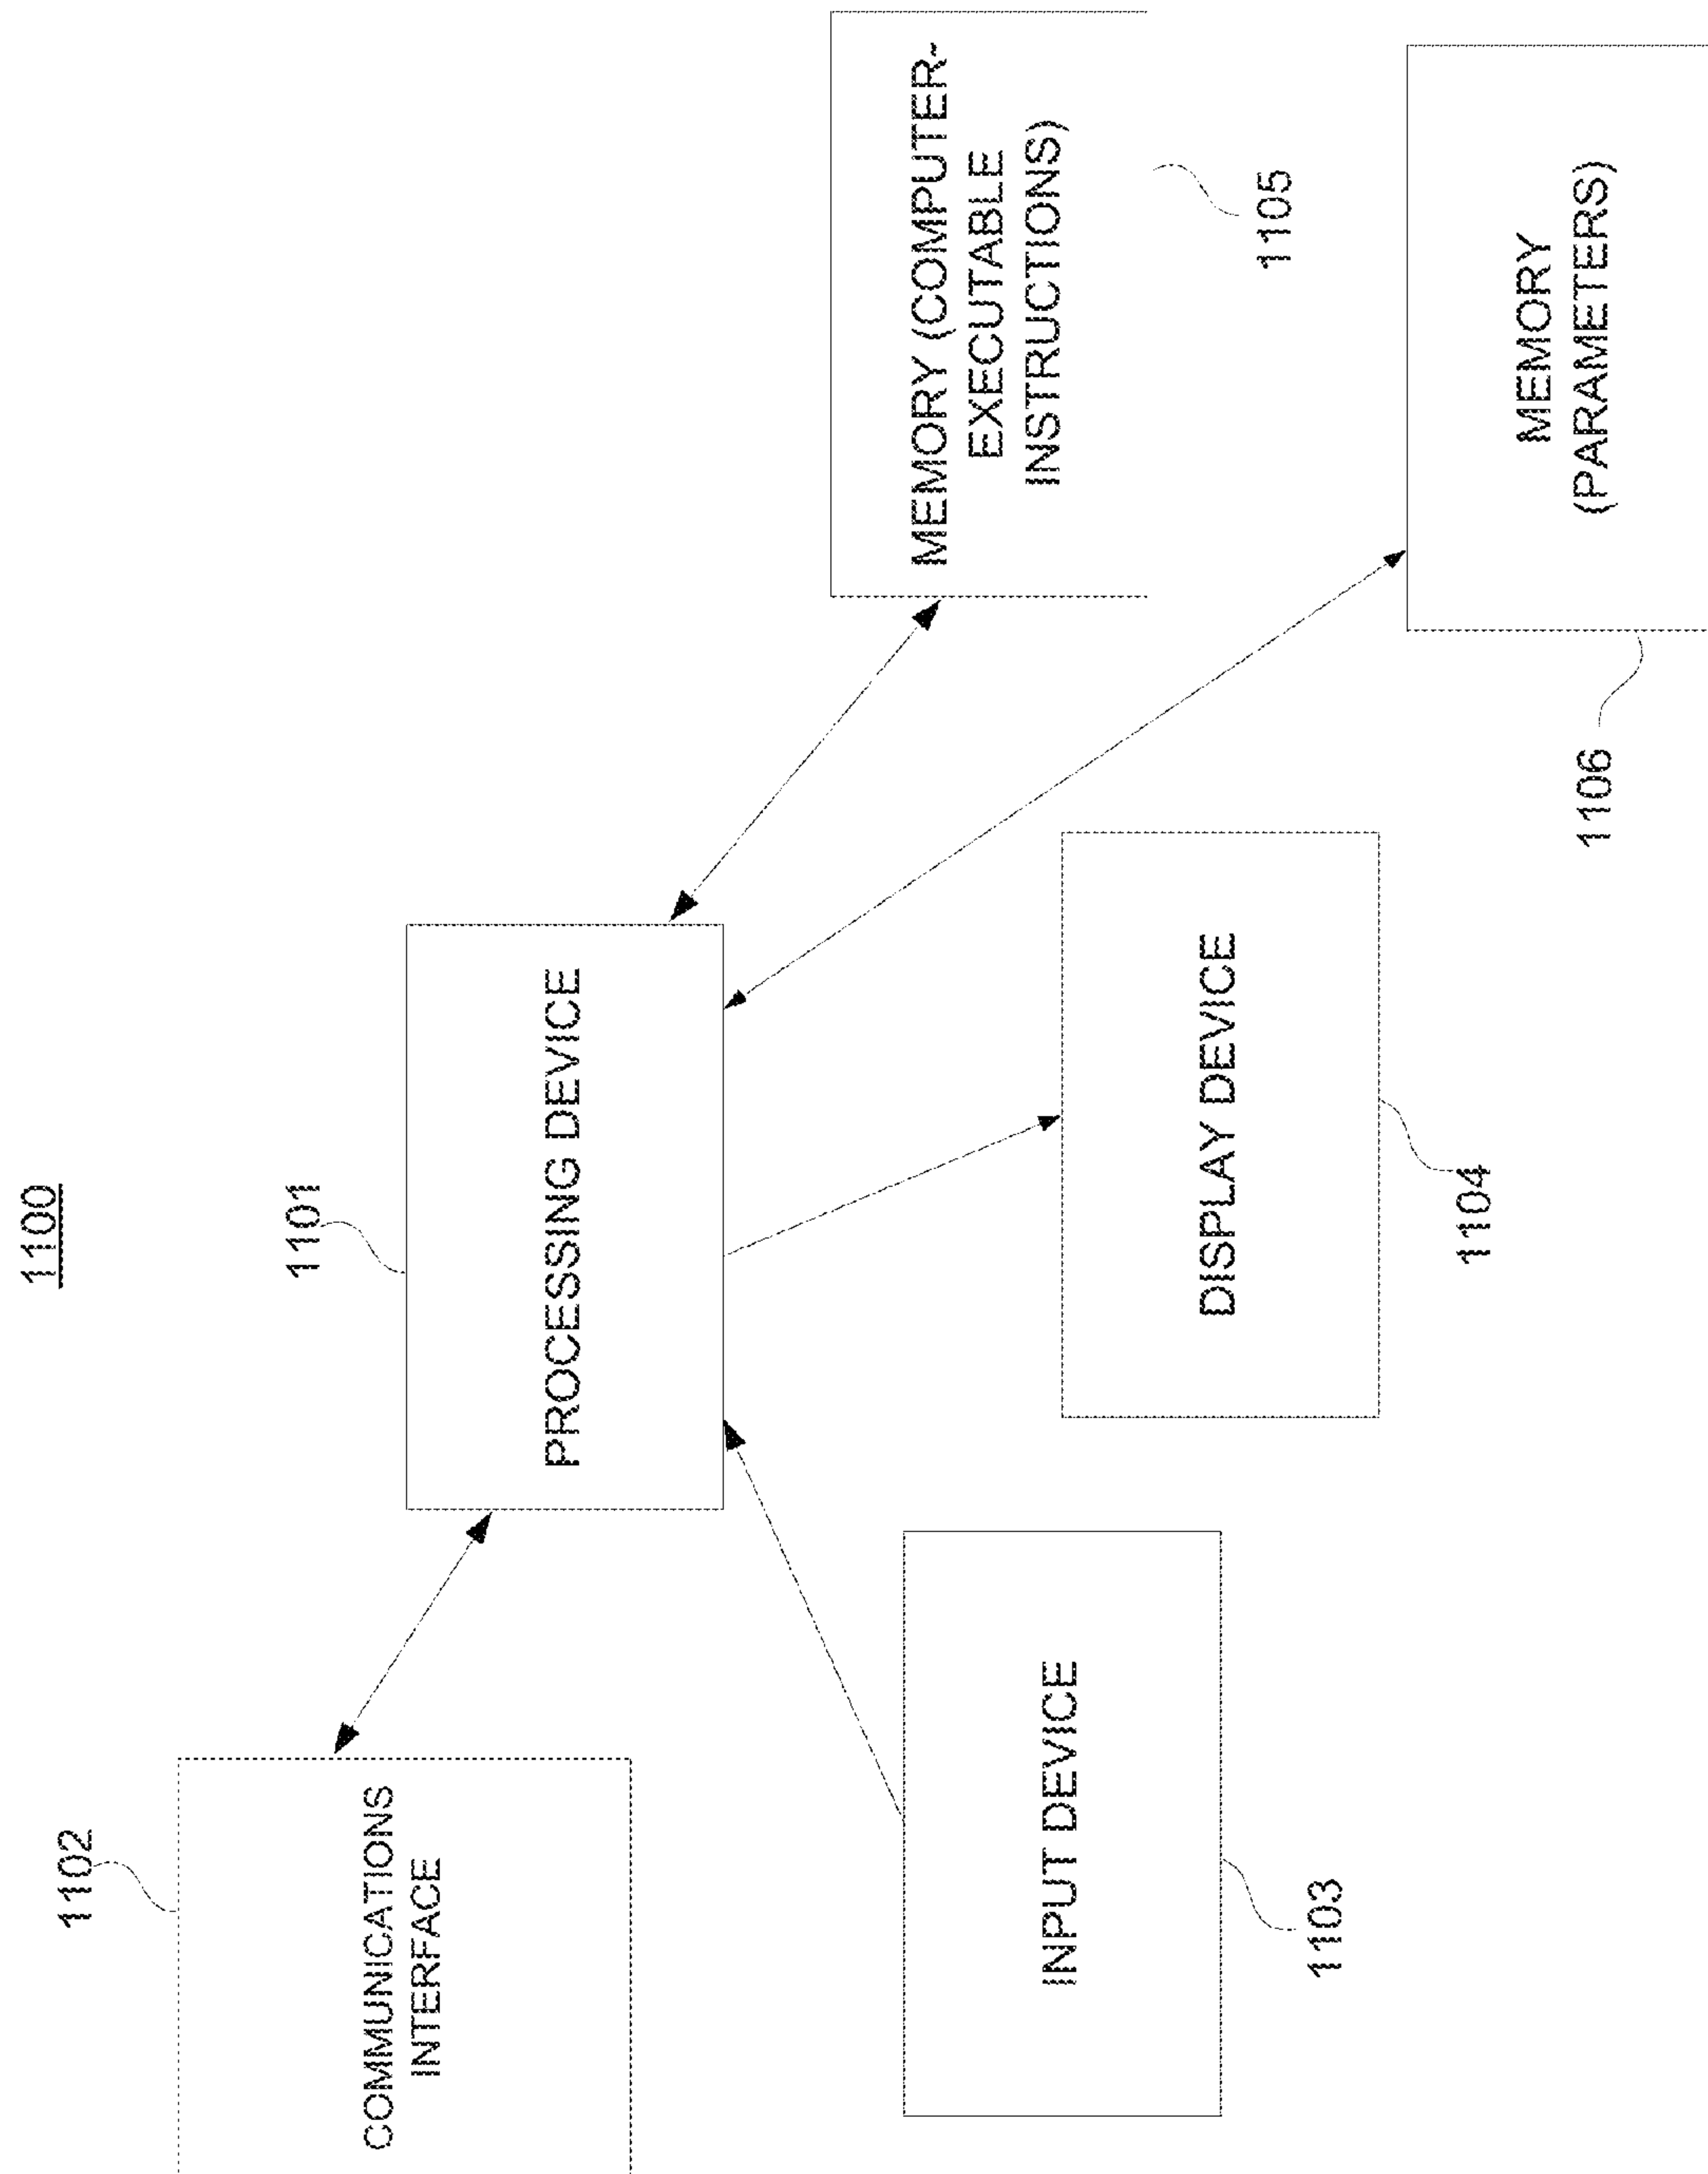 1100
1101
PROCESSING DEVICE
1102
COMMUNICATIONS
INTERFACE
INPUT DEVICE
1103
DISPLAY DEVICE
1104
MEMORY (COMPUTER-
EXECUTABLE
INSTRUCTIONS)
1105
MEMORY
(PARAMETERS)
1106